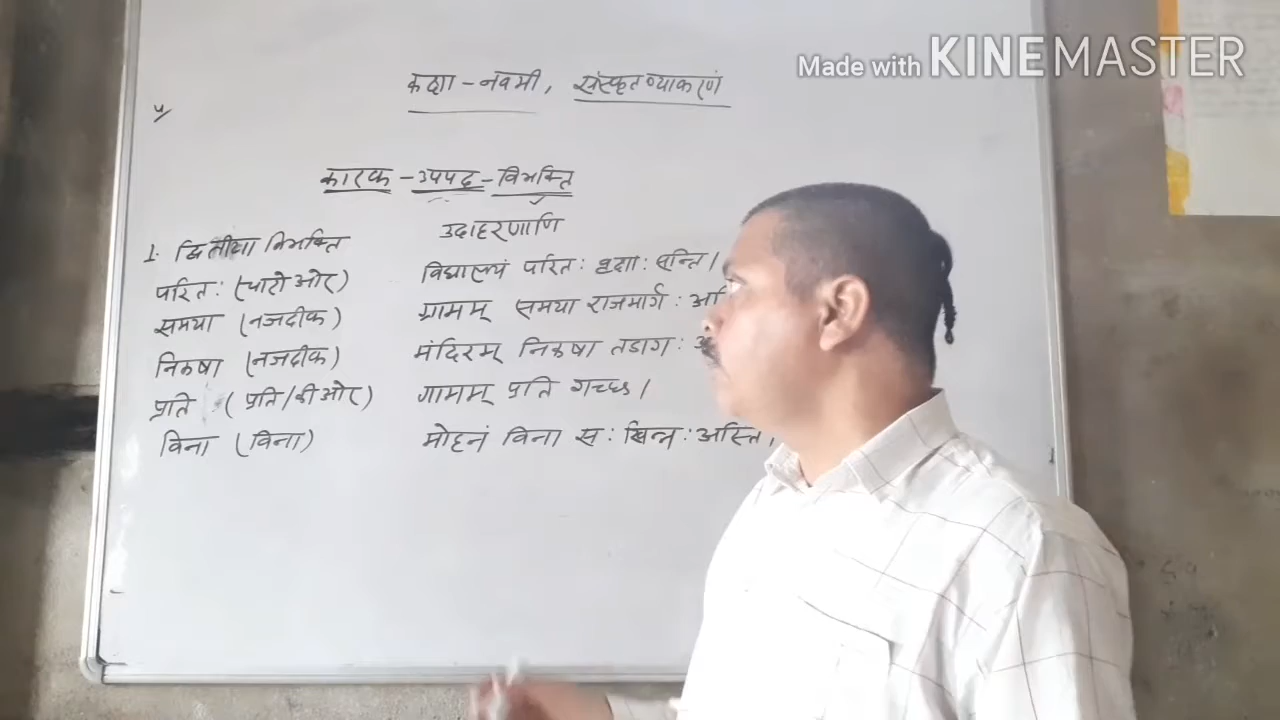 Made with KINEMASTER
कक्षा - नवमी, संस्कृत व्याकरणं
कारक - उपपद - विभक्ति
उदाहरणाणि
1. द्वितीया विभक्ति
परितः (चारो ओर) विद्यालयं परितः वृक्षाः सन्ति।
समया (नजदीक) ग्रामम् समया राजमार्गः
निकषा (नजदीक) मंदिरम् निकषा तडागः
प्रति (प्रति/की ओर) गामम् प्रति गच्छ।
विना (विना) मोहनं विना सः खिन्नः अस्ति।